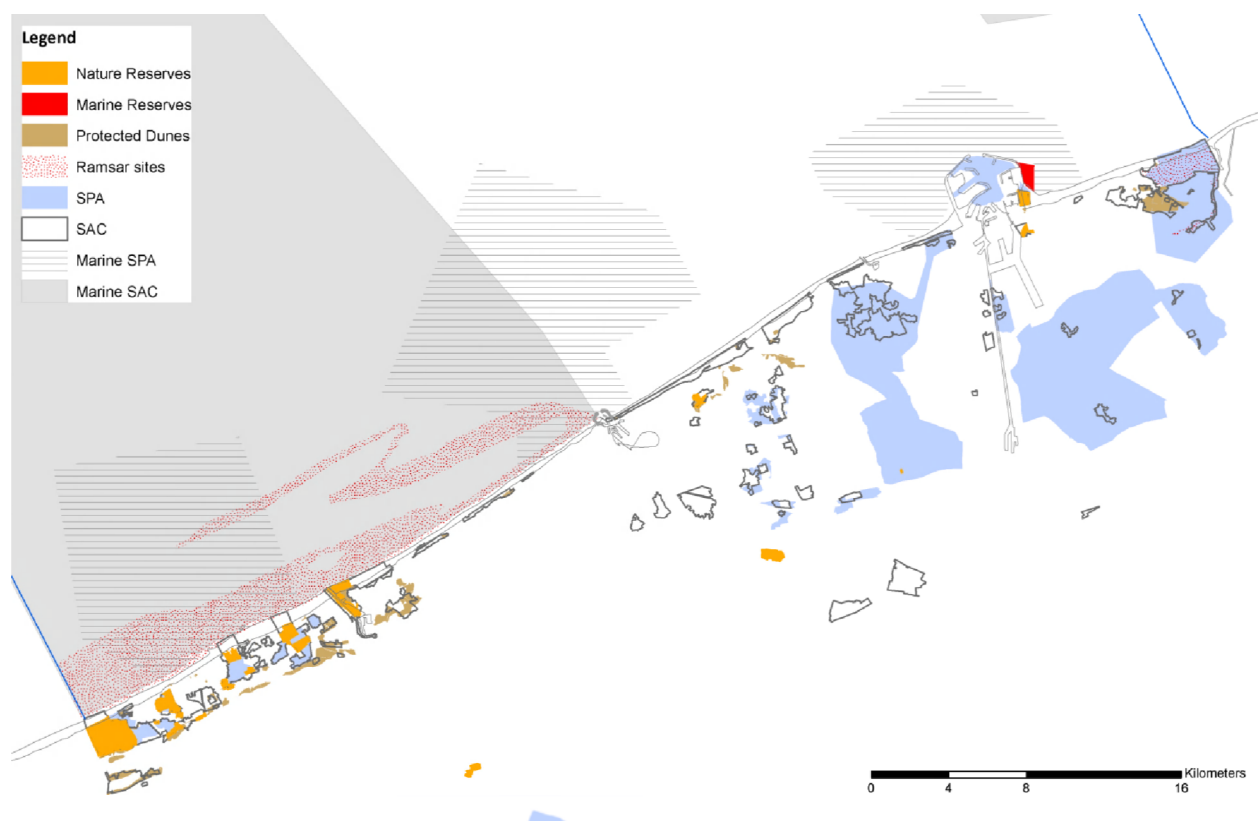 Legend
Nature Reserves
Marine Reserves
Protected Dunes
Ramsar sites
SPA
SAC
Marine SPA
Marine SAC
Kilometers
0 4 8 16